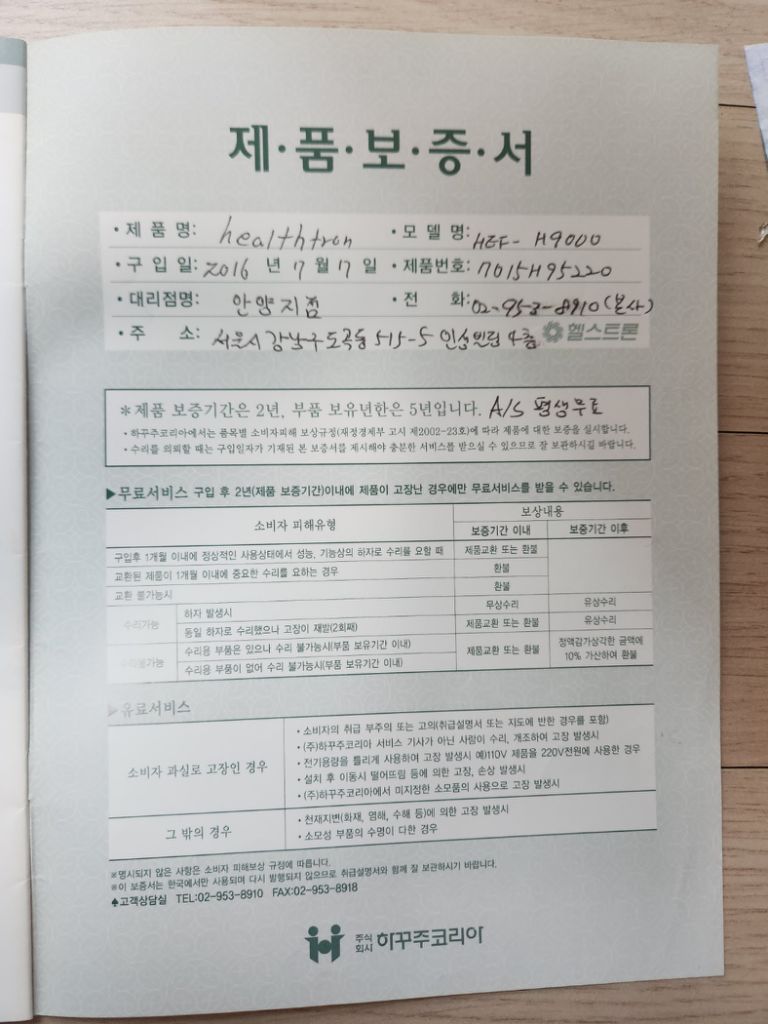 제·품·보·증·서
·제 품 명: healthtron ·모 델 명: HEF- H9000
·구 입 일: 2016 년 7 월 17 일 ·제품번호: 7015H95220
·대리점명: 안양지점 ·전 화: 02-953-8910(본사)
·주 소: 서울시 강남구 도곡동 515-5 인성빌딩 4층 헬스트론
*제품 보증기간은 2년, 부품 보유년한은 5년입니다. A/S 평생무료
·하꾸주코리아에서는 품목별 소비자피해 보상규정(재정경제부 고시 제2002-23호)에 따라 제품에 대한 보증을 실시합니다.
·수리를 의뢰할 때는 구입일자가 기재된 본 보증서를 제시해야 충분한 서비스를 받으실 수 있으므로 잘 보관하시길 바랍니다.
▶무료서비스 구입 후 2년(제품 보증기간)이내에 제품이 고장난 경우에만 무료서비스를 받을 수 있습니다.
소비자 피해유형 보상내용
보증기간 이내 보증기간 이후
구입후 1개월 이내에 정상적인 사용상태에서 성능, 기능상의 하자로 수리를 요할 때 제품교환 또는 환불
교환된 제품이 1개월 이내에 중요한 수리를 요하는 경우 환불
교환 불가능시 환불
수리가능 하자 발생시 무상수리 유상수리
동일 하자로 수리했으나 고장이 재발(2회째) 제품교환 또는 환불 유상수리
수리불가능 수리용 부품은 있으나 수리 불가능시(부품 보유기간 이내) 제품교환 또는 환불 정액감가상각한 금액에
수리용 부품이 없어 수리 불가능시(부품 보유기간 이내) 10% 가산하여 환불
▶유료서비스
소비자 과실로 고장인 경우 ·소비자의 취급 부주의 또는 고의(취급설명서 또는 지도에 반한 경우를 포함)
·(주)하꾸주코리아 서비스 기사가 아닌 사람이 수리, 개조하여 고장 발생시
·전기용량을 틀리게 사용하여 고장 발생시 예)110V 제품을 220V전원에 사용한 경우
·설치 후 이동시 떨어뜨림 등에 의한 고장, 손상 발생시
·(주)하꾸주코리아에서 미지정한 소모품의 사용으로 고장 발생시
그 밖의 경우 ·천재지변(화재, 염해, 수해 등)에 의한 고장 발생시
·소모성 부품의 수명이 다한 경우
※명시되지 않은 사항은 소비자 피해보상 규정에 따릅니다.
※이 보증서는 한국에서만 사용되며 다시 발행되지 않으므로 취급설명서와 함께 잘 보관하시기 바랍니다.
♠고객상담실 TEL:02-953-8910 FAX:02-953-8918
주식회사 하꾸주코리아